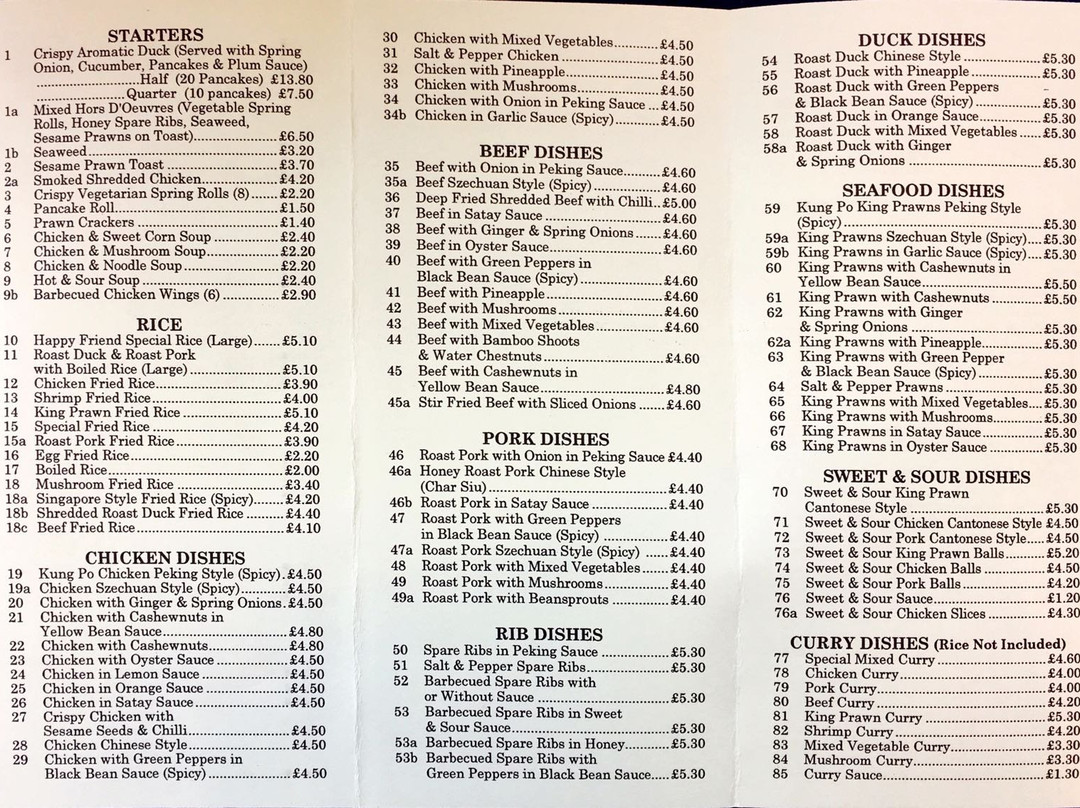 STARTERS
1 Crispy Aromatic Duck (Served with Spring
Onion, Cucumber, Pancakes & Plum Sauce)
..........................Half (20 Pancakes) £13.80
......................Quarter (10 pancakes) £7.50
1a Mixed Hors D'Oeuvres (Vegetable Spring
Rolls, Honey Spare Ribs, Seaweed,
Sesame Prawns on Toast)..........................£6.50
1b Seaweed..........................£3.20
2 Sesame Prawn Toast..........................£3.70
2a Smoked Shredded Chicken..................£4.20
3 Crispy Vegetarian Spring Rolls (8).......£2.20
4 Pancake Roll..........................£1.50
5 Prawn Crackers..........................£1.40
6 Chicken & Sweet Corn Soup................£2.40
7 Chicken & Mushroom Soup..................£2.20
8 Chicken & Noodle Soup..........................£2.20
9 Hot & Sour Soup..........................£2.40
9b Barbecued Chicken Wings (6)..............£2.90
RICE
10 Happy Friend Special Rice (Large).......£5.10
11 Roast Duck & Roast Pork
with Boiled Rice (Large)..........................£5.10
12 Chicken Fried Rice..........................£3.90
13 Shrimp Fried Rice..........................£4.00
14 King Prawn Fried Rice..........................£5.10
15 Special Fried Rice..........................£4.20
15a Roast Pork Fried Rice..........................£3.90
16 Egg Fried Rice..........................£2.20
17 Boiled Rice..........................£2.00
18 Mushroom Fried Rice..........................£3.40
18a Singapore Style Fried Rice (Spicy)........£4.20
18b Shredded Roast Duck Fried Rice..........£4.40
18c Beef Fried Rice..........................£4.10
CHICKEN DISHES
19 Kung Po Chicken Peking Style (Spicy).£4.50
19a Chicken Szechuan Style (Spicy)...........£4.50
20 Chicken with Ginger & Spring Onions.£4.50
21 Chicken with Cashewnuts in
Yellow Bean Sauce..........................£4.80
22 Chicken with Cashewnuts....................£4.80
23 Chicken with Oyster Sauce..................£4.50
24 Chicken in Lemon Sauce.....................£4.50
25 Chicken in Orange Sauce....................£4.50
26 Chicken in Satay Sauce.......................£4.50
27 Crispy Chicken with
Sesame Seeds & Chilli..........................£4.50
28 Chicken Chinese Style..........................£4.50
29 Chicken with Green Peppers in
Black Bean Sauce (Spicy)....................£4.50
30 Chicken with Mixed Vegetables...........£4.50
31 Salt & Pepper Chicken..........................£4.50
32 Chicken with Pineapple.......................£4.50
33 Chicken with Mushrooms....................£4.50
34 Chicken with Onion in Peking Sauce ...£4.50
34b Chicken in Garlic Sauce (Spicy)...........£4.50
BEEF DISHES
35 Beef with Onion in Peking Sauce.........£4.60
35a Beef Szechuan Style (Spicy)................£4.60
36 Deep Fried Shredded Beef with Chilli..£5.00
37 Beef in Satay Sauce..........................£4.60
38 Beef with Ginger & Spring Onions.......£4.60
39 Beef in Oyster Sauce..........................£4.60
40 Beef with Green Peppers in
Black Bean Sauce (Spicy)....................£4.60
41 Beef with Pineapple..........................£4.60
42 Beef with Mushrooms..........................£4.60
43 Beef with Mixed Vegetables................£4.60
44 Beef with Bamboo Shoots
& Water Chestnuts..........................£4.60
45 Beef with Cashewnuts in
Yellow Bean Sauce..........................£4.80
45a Stir Fried Beef with Sliced Onions.......£4.60
PORK DISHES
46 Roast Pork with Onion in Peking Sauce £4.40
46a Honey Roast Pork Chinese Style
(Char Siu)..........................£4.40
46b Roast Pork in Satay Sauce....................£4.40
47 Roast Pork with Green Peppers
in Black Bean Sauce (Spicy)................£4.40
47a Roast Pork Szechuan Style (Spicy)......£4.40
48 Roast Pork with Mixed Vegetables.......£4.40
49 Roast Pork with Mushrooms................£4.40
49a Roast Pork with Beansprouts..............£4.40
RIB DISHES
50 Spare Ribs in Peking Sauce..................£5.30
51 Salt & Pepper Spare Ribs.....................£5.30
52 Barbecued Spare Ribs with
or Without Sauce..........................£5.30
53 Barbecued Spare Ribs in Sweet
& Sour Sauce..........................£5.30
53a Barbecued Spare Ribs in Honey...........£5.30
53b Barbecued Spare Ribs with
Green Peppers in Black Bean Sauce.....£5.30
DUCK DISHES
54 Roast Duck Chinese Style....................£5.30
55 Roast Duck with Pineapple..................£5.30
56 Roast Duck with Green Peppers
& Black Bean Sauce (Spicy)................£5.30
57 Roast Duck in Orange Sauce................£5.30
58 Roast Duck with Mixed Vegetables......£5.30
58a Roast Duck with Ginger
& Spring Onions..........................£5.30
SEAFOOD DISHES
59 Kung Po King Prawns Peking Style
(Spicy)..........................£5.30
59a King Prawns Szechuan Style (Spicy)....£5.30
59b King Prawns in Garlic Sauce (Spicy)....£5.30
60 King Prawns with Cashewnuts in
Yellow Bean Sauce..........................£5.50
61 King Prawn with Cashewnuts..............£5.50
62 King Prawns with Ginger
& Spring Onions..........................£5.30
62a King Prawns with Pineapple................£5.30
63 King Prawns with Green Pepper
& Black Bean Sauce (Spicy)................£5.30
64 Salt & Pepper Prawns..........................£5.30
65 King Prawns with Mixed Vegetables....£5.30
66 King Prawns with Mushrooms.............£5.30
67 King Prawns in Satay Sauce................£5.30
68 King Prawns in Oyster Sauce..............£5.30
SWEET & SOUR DISHES
70 Sweet & Sour King Prawn
Cantonese Style..........................£5.30
71 Sweet & Sour Chicken Cantonese Style £4.50
72 Sweet & Sour Pork Cantonese Style.....£4.50
73 Sweet & Sour King Prawn Balls..........£5.20
74 Sweet & Sour Chicken Balls................£4.50
75 Sweet & Sour Pork Balls.....................£4.20
76 Sweet & Sour Sauce..........................£1.20
76a Sweet & Sour Chicken Slices..............£4.30
CURRY DISHES (Rice Not Included)
77 Special Mixed Curry..........................£4.60
78 Chicken Curry..........................£4.00
79 Pork Curry..........................£4.00
80 Beef Curry..........................£4.20
81 King Prawn Curry..........................£5.30
82 Shrimp Curry..........................£4.20
83 Mixed Vegetable Curry.......................£3.30
84 Mushroom Curry..........................£3.30
85 Curry Sauce..........................£1.30